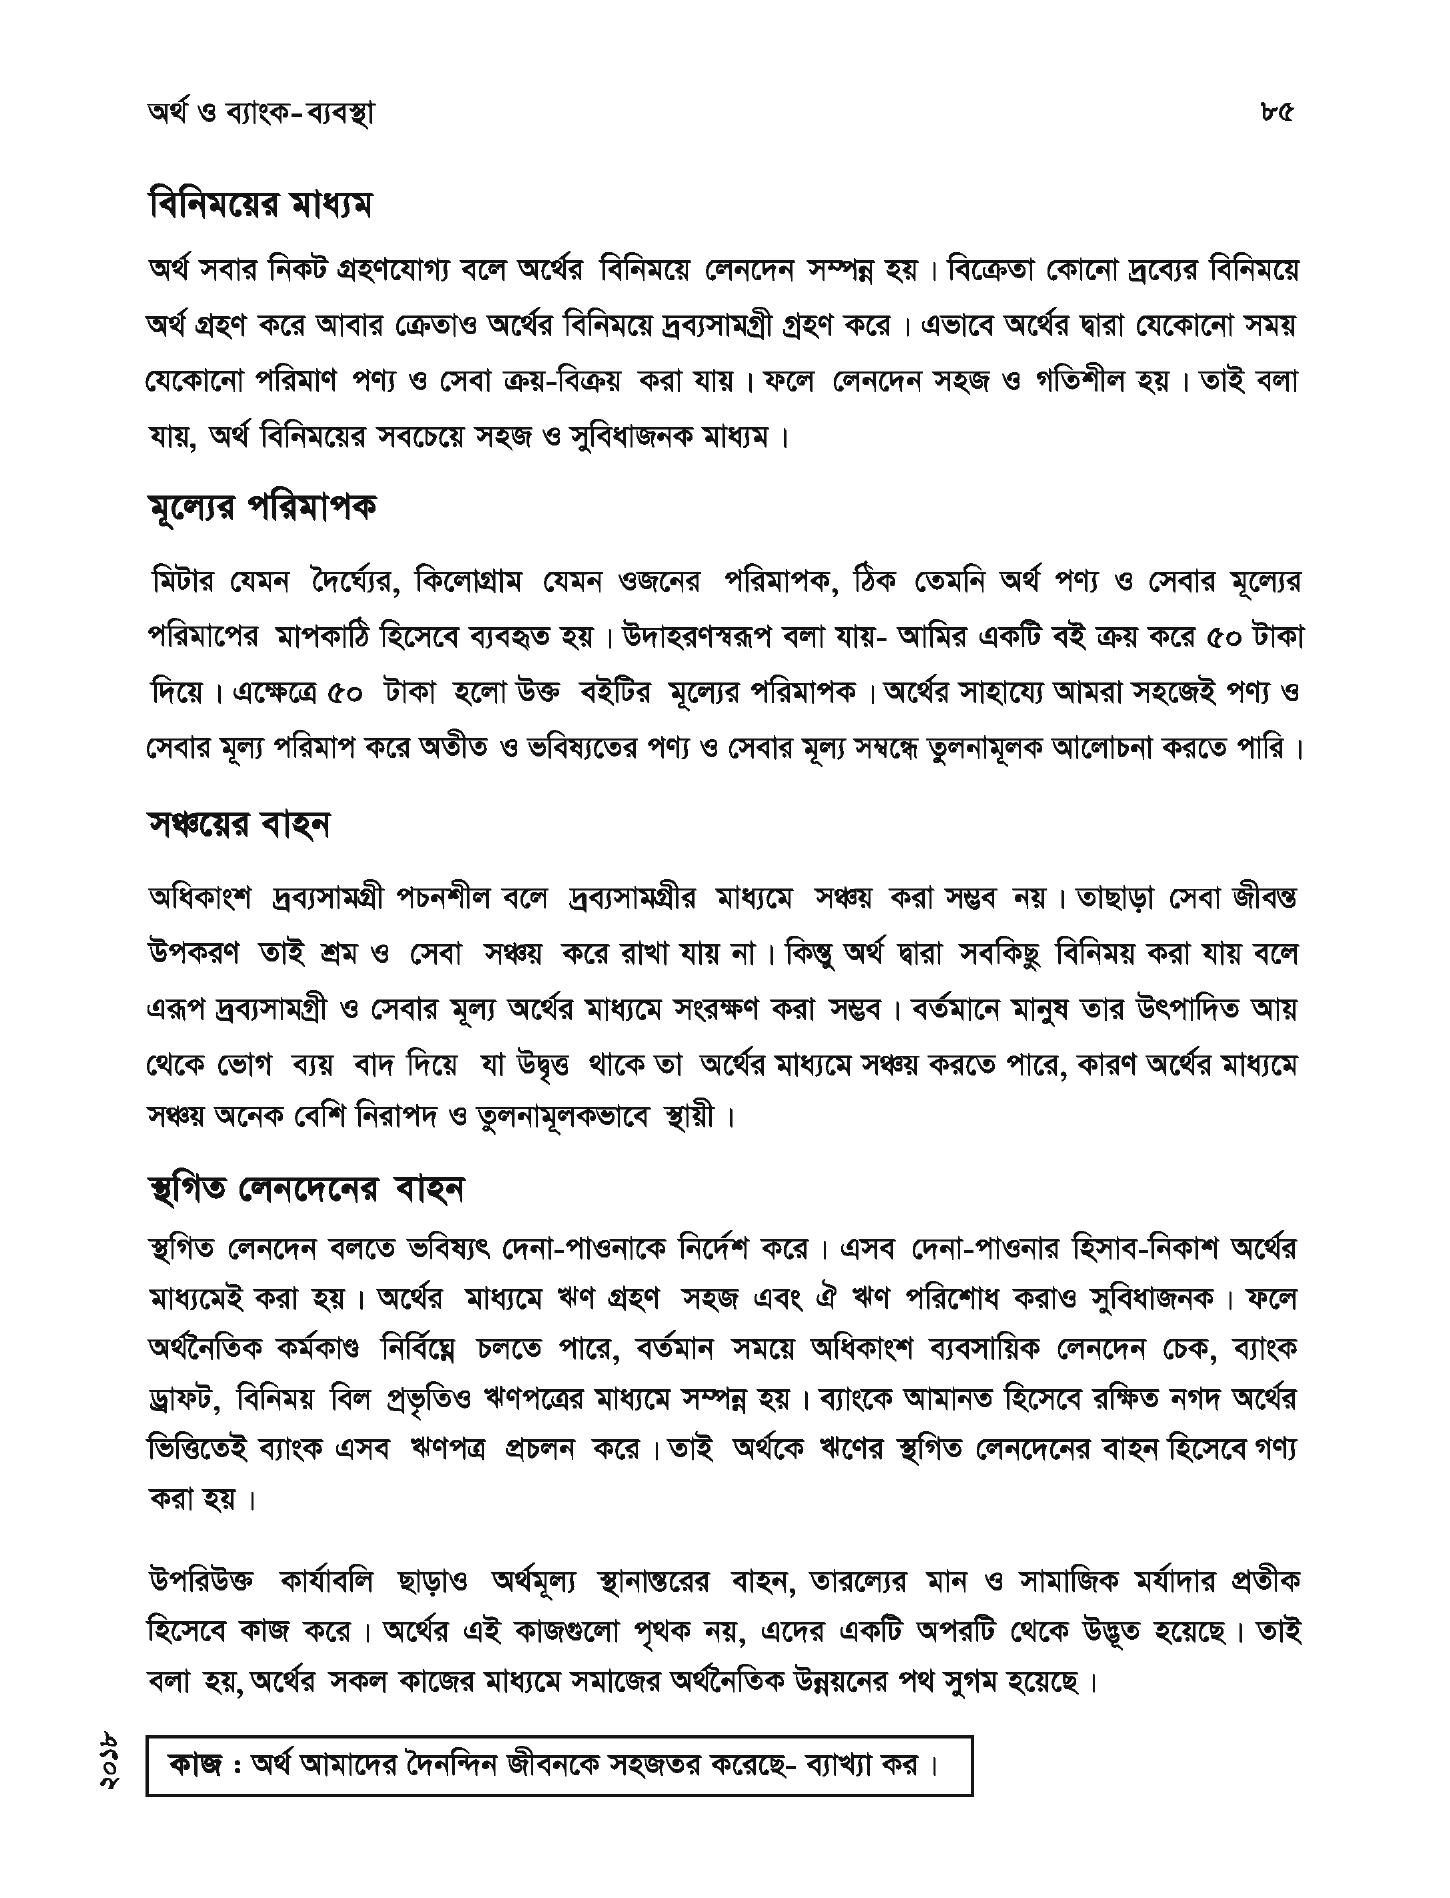 অর্থ ও ব্যাংক-ব্যবস্থা ৮৫
বিনিময়ের মাধ্যম
অর্থ সবার নিকট গ্রহণযোগ্য বলে অর্থের বিনিময়ে লেনদেন সম্পন্ন হয়। বিক্রেতা কোনো দ্রব্যের বিনিময়ে
অর্থ গ্রহণ করে আবার ক্রেতাও অর্থের বিনিময়ে দ্রব্যসামগ্রী গ্রহণ করে। এভাবে অর্থের দ্বারা যেকোনো সময়
যেকোনো পরিমাণ পণ্য ও সেবা ক্রয়-বিক্রয় করা যায়। ফলে লেনদেন সহজ ও গতিশীল হয়। তাই বলা
যায়, অর্থ বিনিময়ের সবচেয়ে সহজ ও সুবিধাজনক মাধ্যম।
মূল্যের পরিমাপক
মিটার যেমন দৈর্ঘ্যের, কিলোগ্রাম যেমন ওজনের পরিমাপক, ঠিক তেমনি অর্থ পণ্য ও সেবার মূল্যের
পরিমাপের মাপকাঠি হিসেবে ব্যবহৃত হয়। উদাহরণস্বরূপ বলা যায়- আমির একটি বই ক্রয় করে ৫০ টাকা
দিয়ে। এক্ষেত্রে ৫০ টাকা হলো উক্ত বইটির মূল্যের পরিমাপক। অর্থের সাহায্যে আমরা সহজেই পণ্য ও
সেবার মূল্য পরিমাপ করে অতীত ও ভবিষ্যতের পণ্য ও সেবার মূল্য সম্বন্ধে তুলনামূলক আলোচনা করতে পারি।
সঞ্চয়ের বাহন
অধিকাংশ দ্রব্যসামগ্রী পচনশীল বলে দ্রব্যসামগ্রীর মাধ্যমে সঞ্চয় করা সম্ভব নয়। তাছাড়া সেবা জীবন্ত
উপকরণ তাই শ্রম ও সেবা সঞ্চয় করে রাখা যায় না। কিন্তু অর্থ দ্বারা সবকিছু বিনিময় করা যায় বলে
এরূপ দ্রব্যসামগ্রী ও সেবার মূল্য অর্থের মাধ্যমে সংরক্ষণ করা সম্ভব। বর্তমানে মানুষ তার উৎপাদিত আয়
থেকে ভোগ ব্যয় বাদ দিয়ে যা উদ্বৃত্ত থাকে তা অর্থের মাধ্যমে সঞ্চয় করতে পারে, কারণ অর্থের মাধ্যমে
সঞ্চয় অনেক বেশি নিরাপদ ও তুলনামূলকভাবে স্থায়ী।
স্থগিত লেনদেনের বাহন
স্থগিত লেনদেন বলতে ভবিষ্যৎ দেনা-পাওনাকে নির্দেশ করে। এসব দেনা-পাওনার হিসাব-নিকাশ অর্থের
মাধ্যমেই করা হয়। অর্থের মাধ্যমে ঋণ গ্রহণ সহজ এবং ঐ ঋণ পরিশোধ করাও সুবিধাজনক। ফলে
অর্থনৈতিক কর্মকাণ্ড নির্বিঘ্নে চলতে পারে, বর্তমান সময়ে অধিকাংশ ব্যবসায়িক লেনদেন চেক, ব্যাংক
ড্রাফট, বিনিময় বিল প্রভৃতিও ঋণপত্রের মাধ্যমে সম্পন্ন হয়। ব্যাংকে আমানত হিসেবে রক্ষিত নগদ অর্থের
ভিত্তিতেই ব্যাংক এসব ঋণপত্র প্রচলন করে। তাই অর্থকে ঋণের স্থগিত লেনদেনের বাহন হিসেবে গণ্য
করা হয়।
উপরিউক্ত কার্যাবলি ছাড়াও অর্থমূল্য স্থানান্তরের বাহন, তারল্যের মান ও সামাজিক মর্যাদার প্রতীক
হিসেবে কাজ করে। অর্থের এই কাজগুলো পৃথক নয়, এদের একটি অপরটি থেকে উদ্ভূত হয়েছে। তাই
বলা হয়, অর্থের সকল কাজের মাধ্যমে সমাজের অর্থনৈতিক উন্নয়নের পথ সুগম হয়েছে।
২০১৮
কাজ : অর্থ আমাদের দৈনন্দিন জীবনকে সহজতর করেছে- ব্যাখ্যা কর।